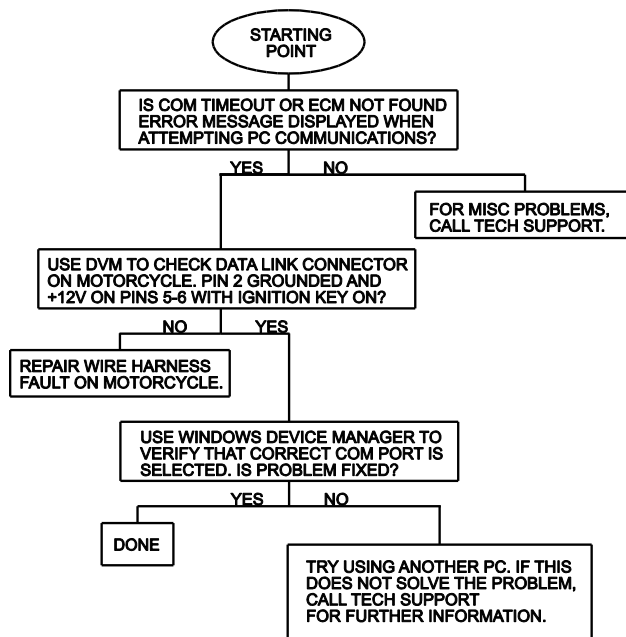 STARTING
POINT
IS COM TIMEOUT OR ECM NOT FOUND
ERROR MESSAGE DISPLAYED WHEN
ATTEMPTING PC COMMUNICATIONS?
YES
NO
FOR MISC PROBLEMS,
CALL TECH SUPPORT.
USE DVM TO CHECK DATA LINK CONNECTOR
ON MOTORCYCLE. PIN 2 GROUNDED AND
+12V ON PINS 5-6 WITH IGNITION KEY ON?
NO
YES
REPAIR WIRE HARNESS
FAULT ON MOTORCYCLE.
USE WINDOWS DEVICE MANAGER TO
VERIFY THAT CORRECT COM PORT IS
SELECTED. IS PROBLEM FIXED?
YES
NO
DONE
TRY USING ANOTHER PC. IF THIS
DOES NOT SOLVE THE PROBLEM,
CALL TECH SUPPORT
FOR FURTHER INFORMATION.